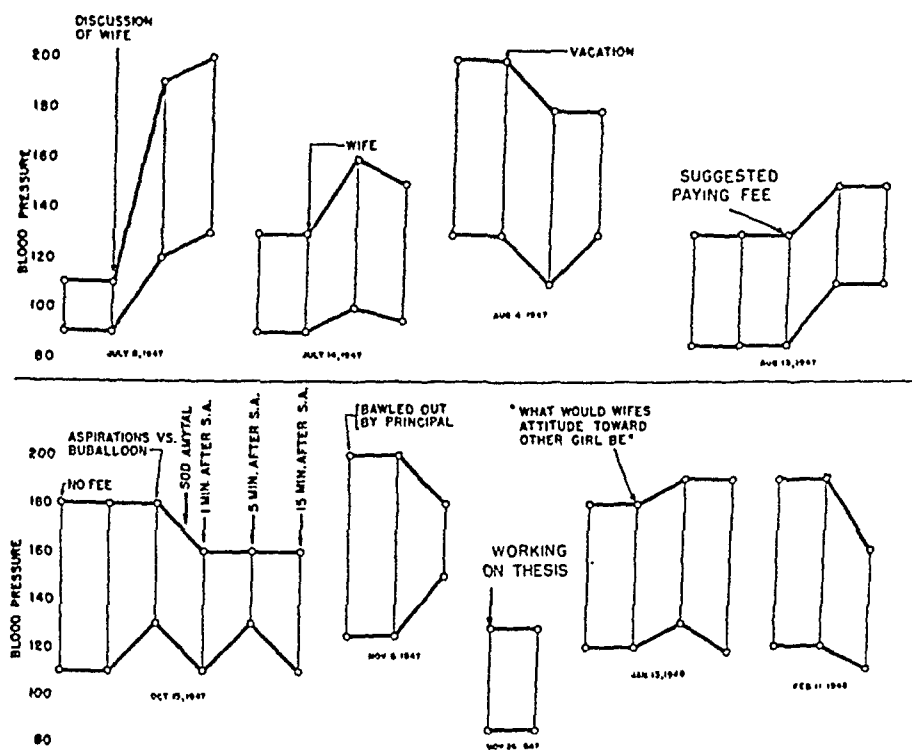 DISCUSSION
OF WIFE
200
180
160
140
120
100
80
BLOOD PRESSURE
JULY 8, 1947
WIFE
JULY 14, 1947
VACATION
AUG 4 1947
SUGGESTED
PAYING FEE
AUG 13, 1947
200
180
160
140
120
100
80
BLOOD PRESSURE
NO FEE
ASPIRATIONS VS.
BUBALLOON
SOD AMYTAL
1 MIN. AFTER S.A.
5 MIN. AFTER S.A.
15 MIN. AFTER S.A.
OCT 15, 1947
BAWLED OUT
BY PRINCIPAL
NOV 6 1947
WORKING
ON THESIS
NOV 26 947
"WHAT WOULD WIFES
ATTITUDE TOWARD
OTHER GIRL BE"
JAN 13, 1948
FEB 11 1948